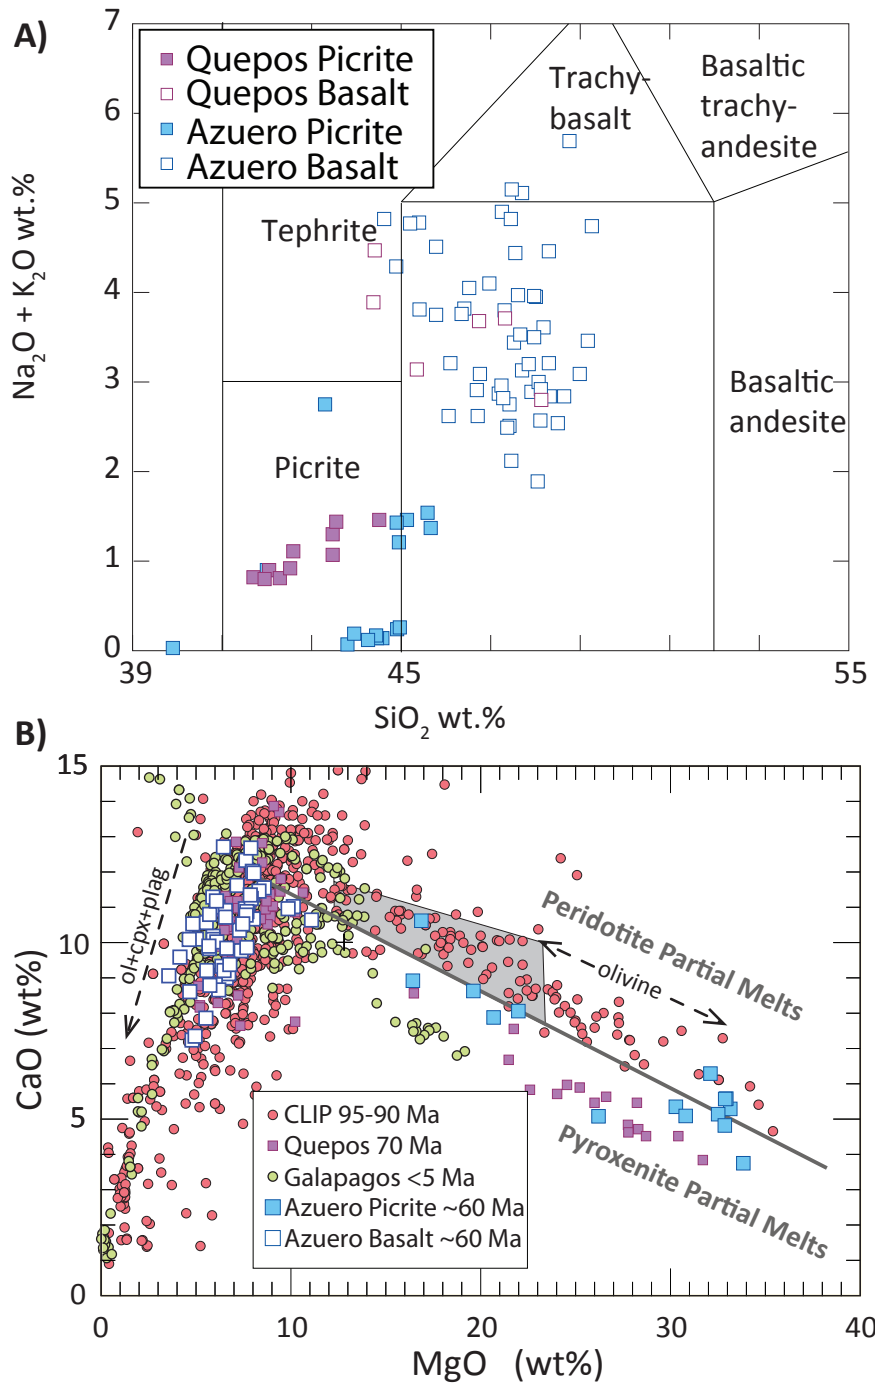 A)
7
6
5
4
3
2
1
0
Na₂O + K₂O wt.%
Quepos Picrite
Quepos Basalt
Azuero Picrite
Azuero Basalt
Trachy-
basalt
Basaltic
trachy-
andesite
Tephrite
Picrite
Basaltic
andesite
39
45
55
SiO₂ wt.%
B)
15
10
5
0
CaO (wt%)
ol+cpx+plag
Peridotite Partial Melts
olivine
Pyroxenite Partial Melts
CLIP 95-90 Ma
Quepos 70 Ma
Galapagos <5 Ma
Azuero Picrite ~60 Ma
Azuero Basalt ~60 Ma
0
10
20
30
40
MgO (wt%)